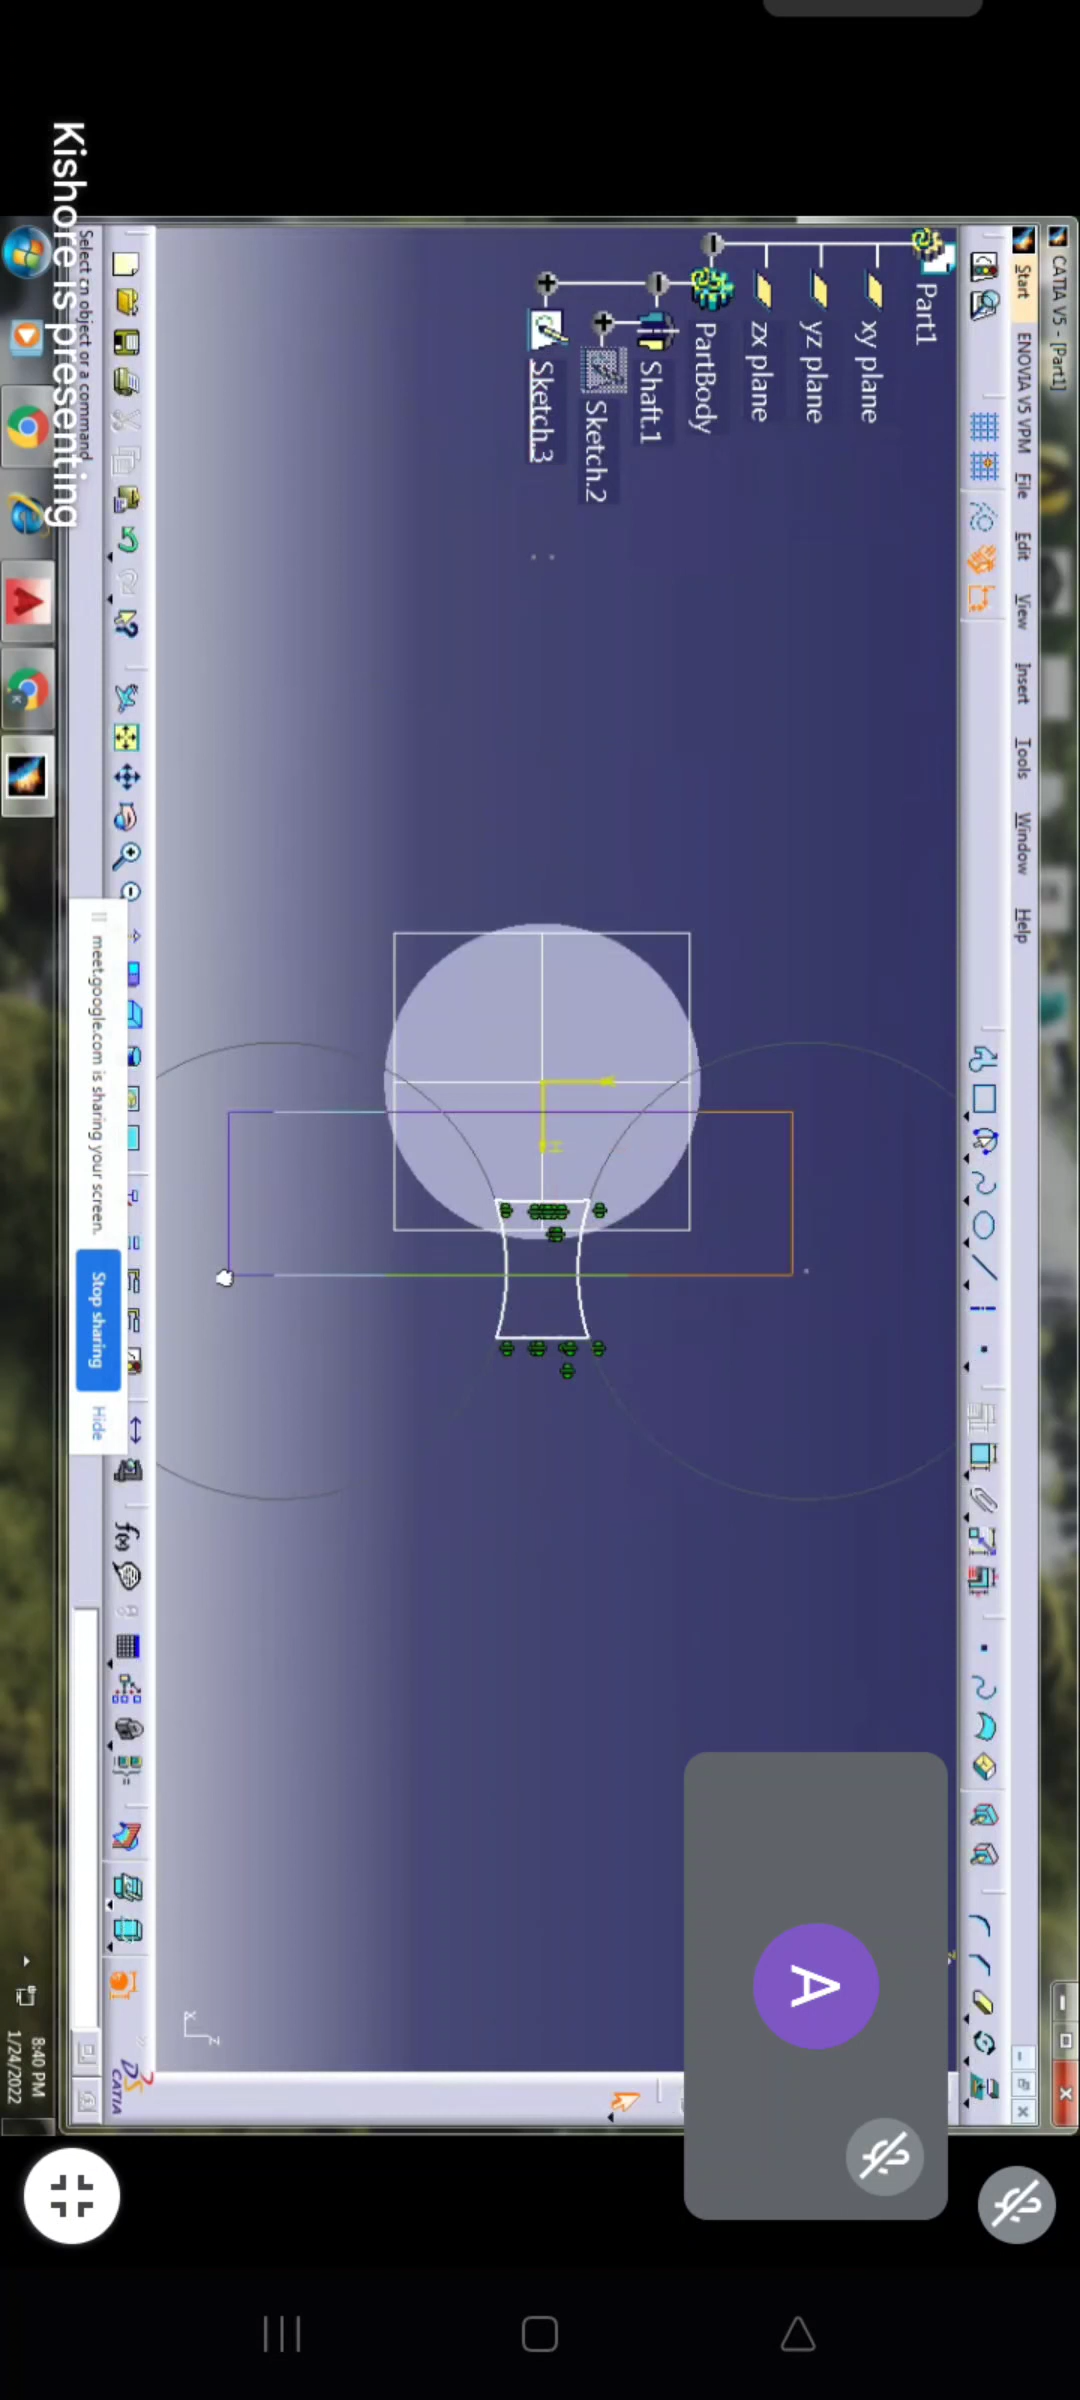 CATIA V5 - [Part1]
Start ENOVIA V5 VPM File Edit View Insert Tools Window Help
Part1
xy plane
yz plane
zx plane
PartBody
Shaft.1
Sketch.2
Sketch.3
H
A
x
z
f(x)
meet.google.com is sharing your screen. Stop sharing Hide
DS CATIA
Select an object or a command
Kishore is presenting
K
8:40 PM
1/24/2022